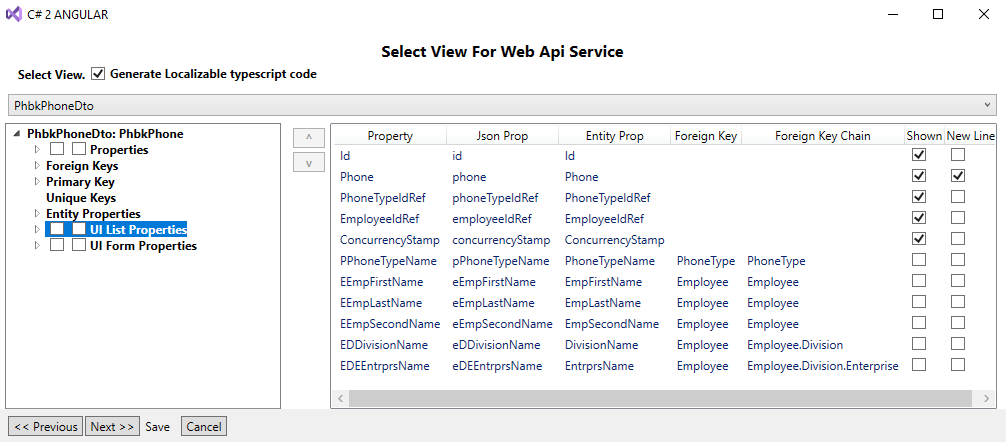 C# 2 ANGULAR
Select View For Web Api Service
Select View. Generate Localizable typescript code
PhbkPhoneDto
PhbkPhoneDto: PhbkPhone
Properties
Foreign Keys
Primary Key
Unique Keys
Entity Properties
UI List Properties
UI Form Properties
Property Json Prop Entity Prop Foreign Key Foreign Key Chain Shown New Line
Id id Id
Phone phone Phone
PhoneTypeIdRef phoneTypeIdRef PhoneTypeIdRef
EmployeeIdRef employeeIdRef EmployeeIdRef
ConcurrencyStamp concurrencyStamp ConcurrencyStamp
PPhoneTypeName pPhoneTypeName PhoneTypeName PhoneType PhoneType
EEmpFirstName eEmpFirstName EmpFirstName Employee Employee
EEmpLastName eEmpLastName EmpLastName Employee Employee
EEmpSecondName eEmpSecondName EmpSecondName Employee Employee
EDDivisionName eDDivisionName DivisionName Employee Employee.Division
EDEEntrprsName eDEEntrprsName EntrprsName Employee Employee.Division.Enterprise
<< Previous Next >> Save Cancel